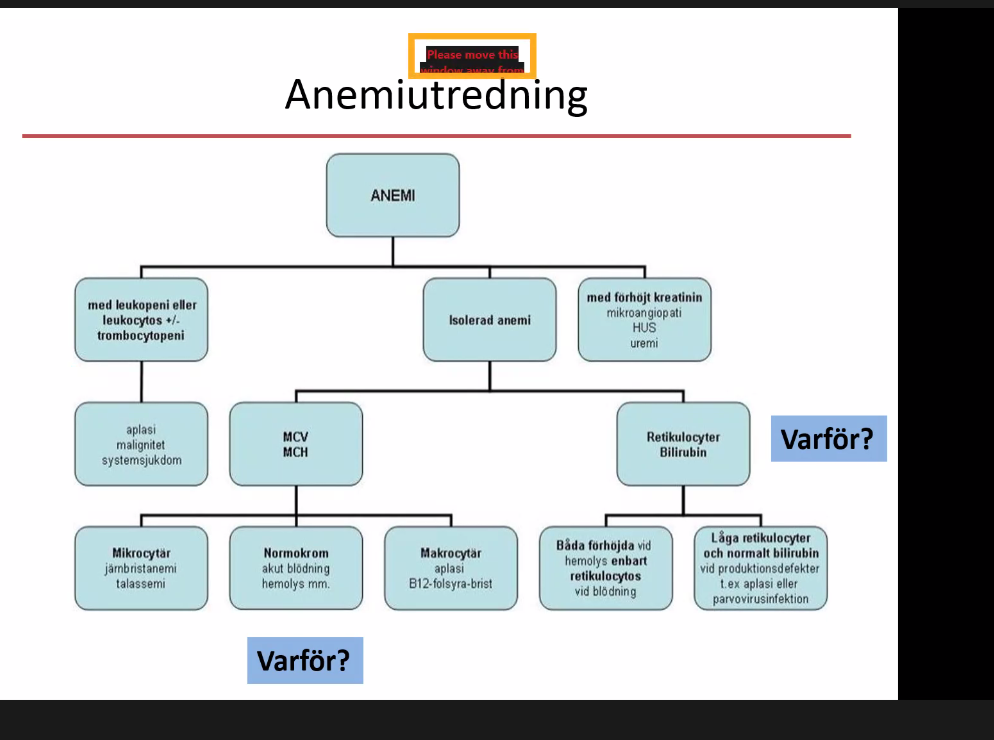 Please move this
window away from
Anemiutredning
ANEMI
med leukopeni eller
leukocytos +/-
trombocytopeni
Isolerad anemi
med förhöjt kreatinin
mikroangiopati
HUS
uremi
aplasi
malignitet
systemsjukdom
MCV
MCH
Retikulocyter
Bilirubin
Varför?
Mikrocytär
järnbristanemi
talassemi
Normokrom
akut blödning
hemolys mm.
Makrocytär
aplasi
B12-folsyra-brist
Båda förhöjda vid
hemolys enbart
retikulocytos
vid blödning
Låga retikulocyter
och normalt bilirubin
vid produktionsdefekter
t.ex aplasi eller
parvovirusinfektion
Varför?